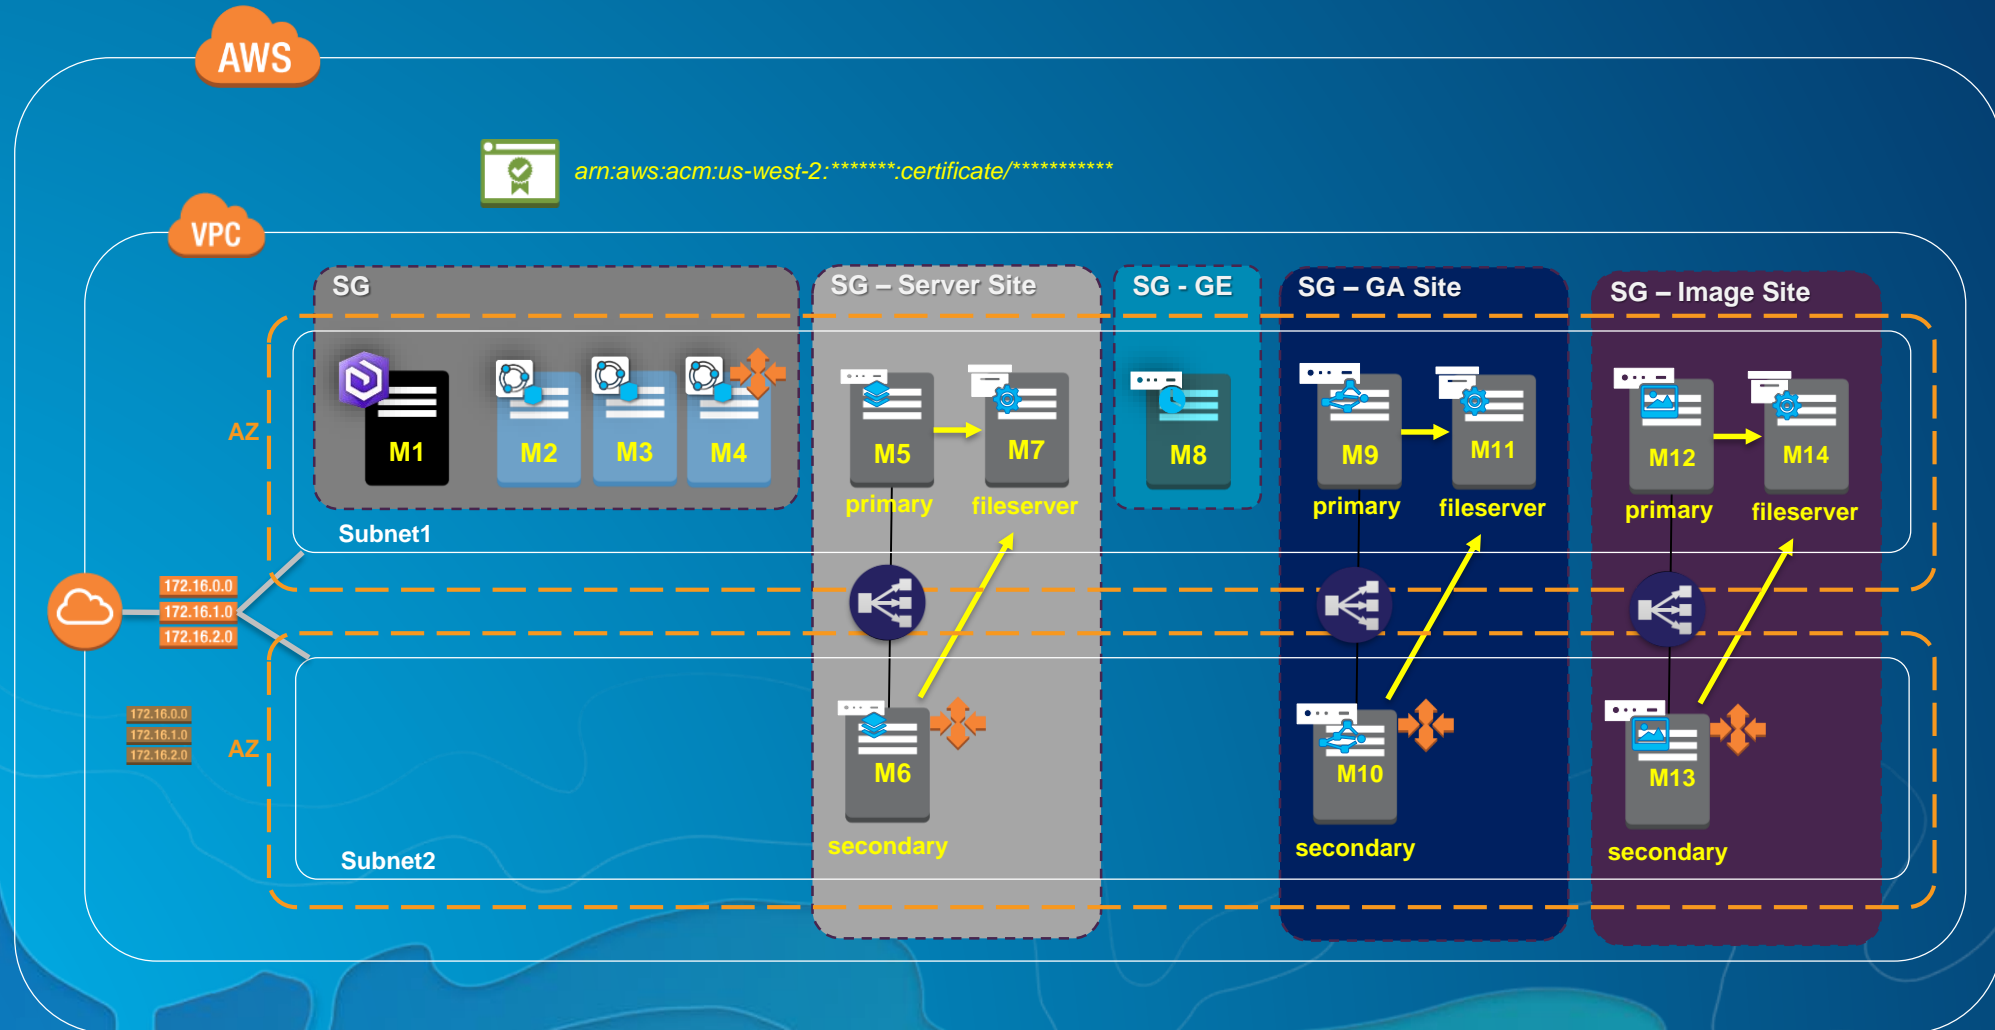 AWS
arn:aws:acm:us-west-2:*******:certificate/***********
VPC
SG
SG – Server Site
SG - GE
SG – GA Site
SG – Image Site
AZ
M1
M2
M3
M4
M5
M7
M8
M9
M11
M12
M14
primary
fileserver
primary
fileserver
primary
fileserver
Subnet1
172.16.0.0
172.16.1.0
172.16.2.0
172.16.0.0
172.16.1.0
172.16.2.0
AZ
M6
M10
M13
secondary
secondary
secondary
Subnet2